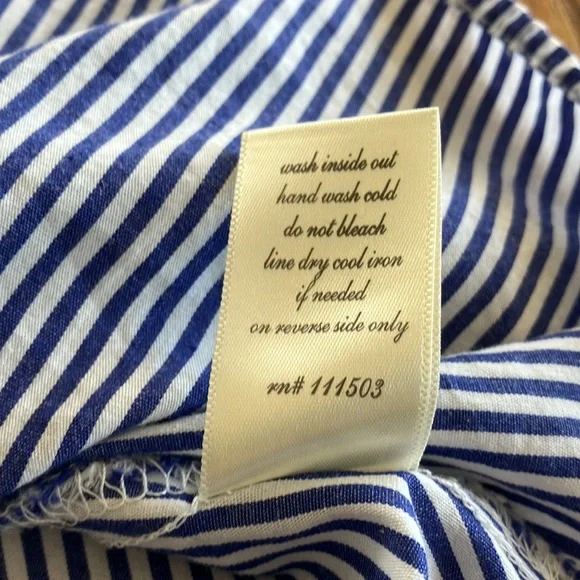 wash inside out
hand wash cold
do not bleach
line dry cool iron
if needed
on reverse side only
rn# 111503